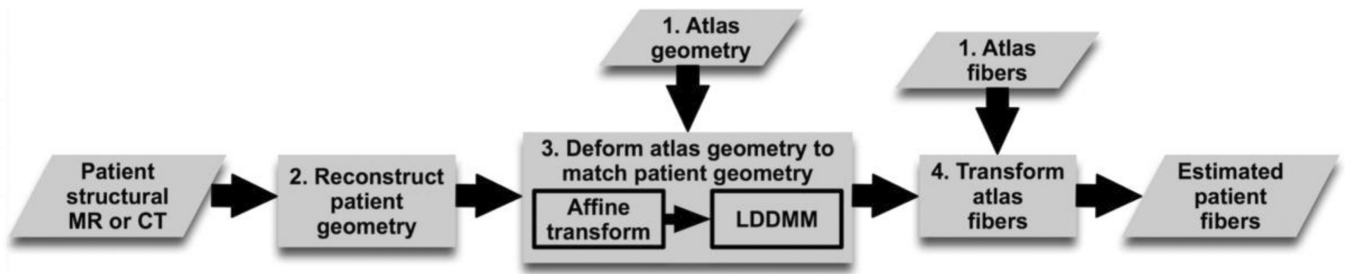 1. Atlas
geometry
1. Atlas
fibers
Patient
structural
MR or CT
2. Reconstruct
patient
geometry
3. Deform atlas geometry to
match patient geometry
Affine
transform
LDDMM
4. Transform
atlas
fibers
Estimated
patient
fibers